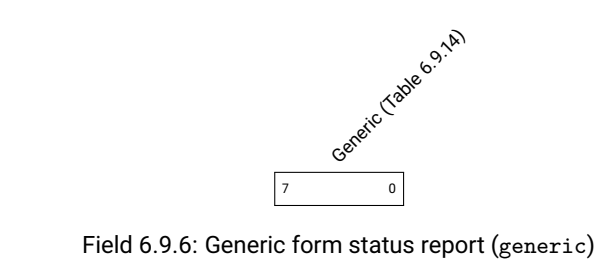 Generic (Table 6.9.14)
7 0
Field 6.9.6: Generic form status report (generic)